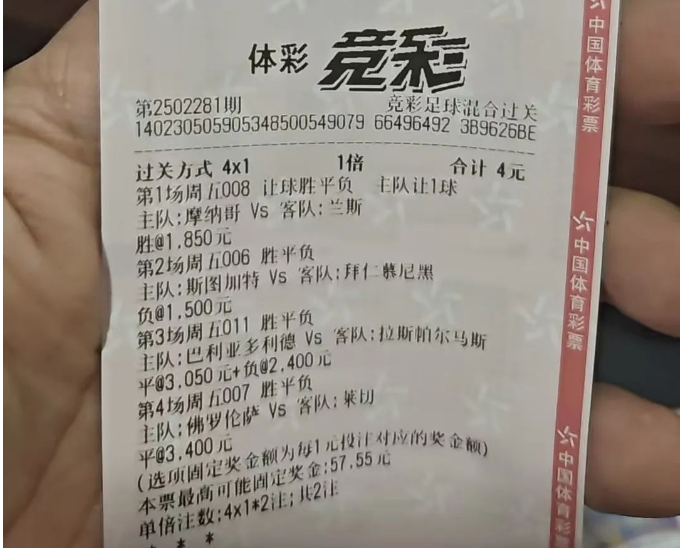 体彩 竞彩
第2502281期 竞彩足球混合过关
140230505905348500549079 66496492 3B9626BE
过关方式 4x1 1倍 合计 4元
第1场周五008 让球胜平负 主队让1球
主队:摩纳哥 Vs 客队:兰斯
胜@1.850元
第2场周五006 胜平负
主队:斯图加特 Vs 客队:拜仁慕尼黑
负@1.500元
第3场周五011 胜平负
主队:巴利亚多利德 Vs 客队:拉斯帕尔马斯
平@3.050元+负@2.400元
第4场周五007 胜平负
主队:佛罗伦萨 Vs 客队:莱切
平@3.400元
(选项固定奖金额为每1元投注对应的奖金额)
本票最高可能固定奖金:57.55元
单倍注数:4x1*2注;共2注
* * *
中国体育彩票
中国体育彩票
中国体育彩票